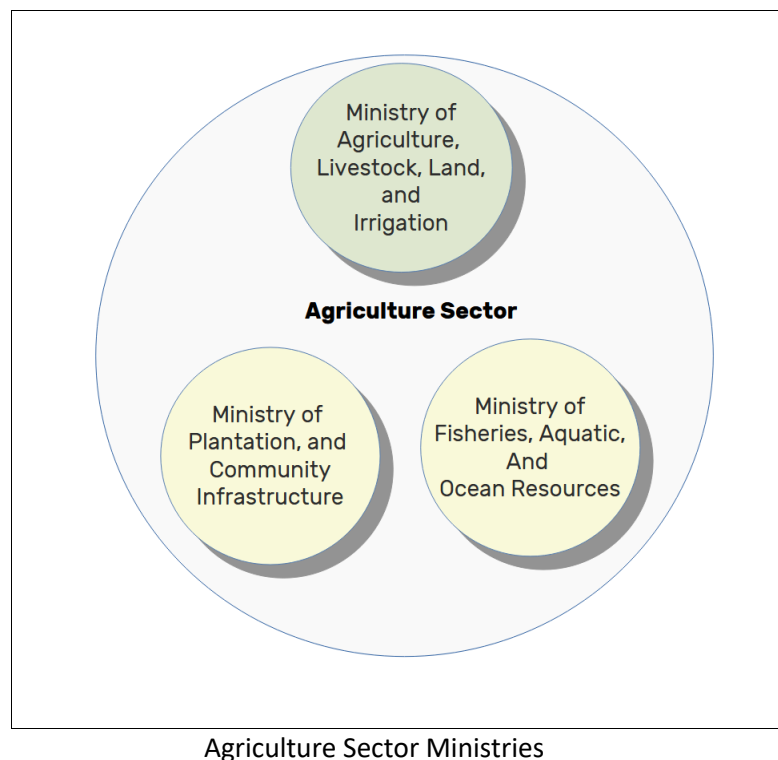 Ministry of
Agriculture,
Livestock, Land,
and
Irrigation
Agriculture Sector
Ministry of
Plantation, and
Community
Infrastructure
Ministry of
Fisheries, Aquatic,
And
Ocean Resources
Agriculture Sector Ministries